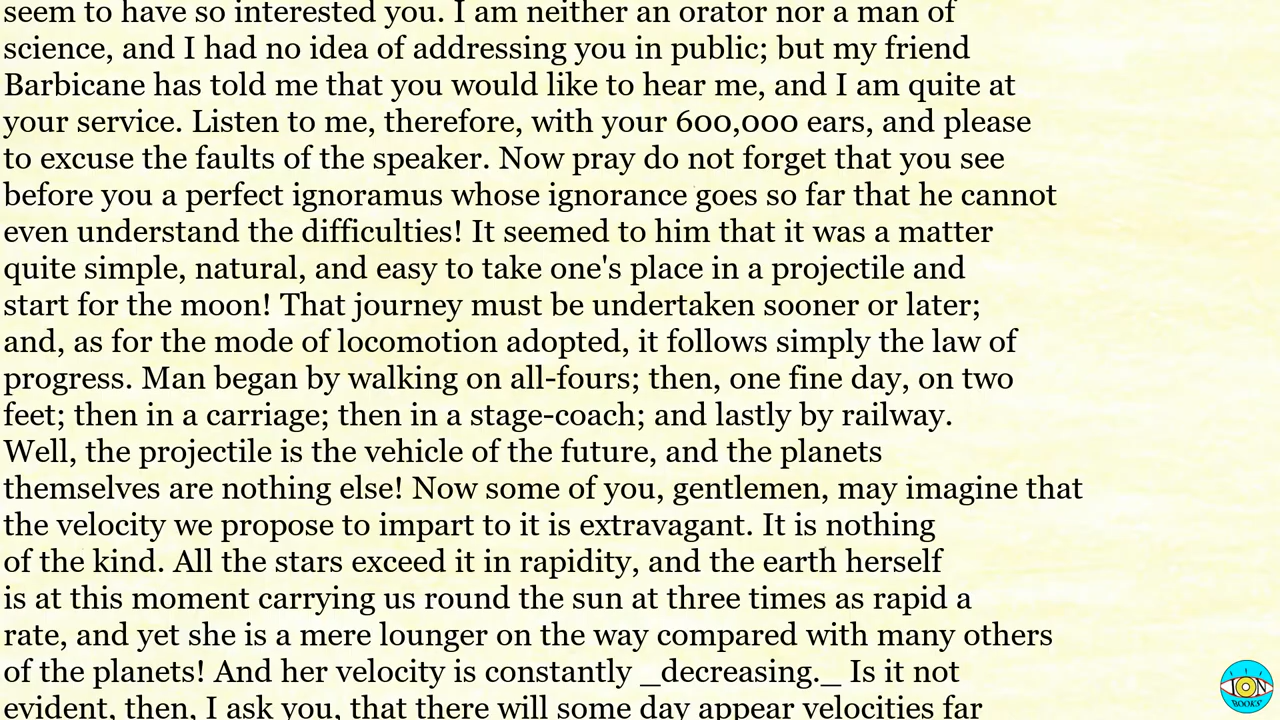 seem to have so interested you. I am neither an orator nor a man of
science, and I had no idea of addressing you in public; but my friend
Barbicane has told me that you would like to hear me, and I am quite at
your service. Listen to me, therefore, with your 600,000 ears, and please
to excuse the faults of the speaker. Now pray do not forget that you see
before you a perfect ignoramus whose ignorance goes so far that he cannot
even understand the difficulties! It seemed to him that it was a matter
quite simple, natural, and easy to take one's place in a projectile and
start for the moon! That journey must be undertaken sooner or later;
and, as for the mode of locomotion adopted, it follows simply the law of
progress. Man began by walking on all-fours; then, one fine day, on two
feet; then in a carriage; then in a stage-coach; and lastly by railway.
Well, the projectile is the vehicle of the future, and the planets
themselves are nothing else! Now some of you, gentlemen, may imagine that
the velocity we propose to impart to it is extravagant. It is nothing
of the kind. All the stars exceed it in rapidity, and the earth herself
is at this moment carrying us round the sun at three times as rapid a
rate, and yet she is a mere lounger on the way compared with many others
of the planets! And her velocity is constantly _decreasing._ Is it not
evident, then, I ask you, that there will some day appear velocities far
ION
BOOKS